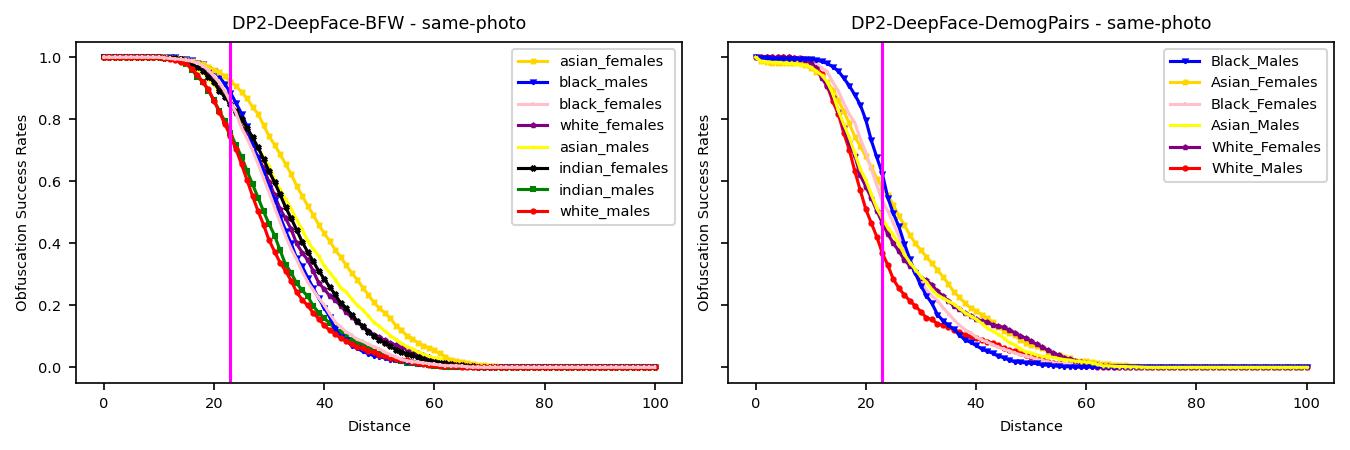 DP2-DeepFace-BFW - same-photo
Obfuscation Success Rates
1.0
0.8
0.6
0.4
0.2
0.0
0
20
40
60
80
100
Distance
asian_females
black_males
black_females
white_females
asian_males
indian_females
indian_males
white_males
DP2-DeepFace-DemogPairs - same-photo
Obfuscation Success Rates
0
20
40
60
80
100
Distance
Black_Males
Asian_Females
Black_Females
Asian_Males
White_Females
White_Males